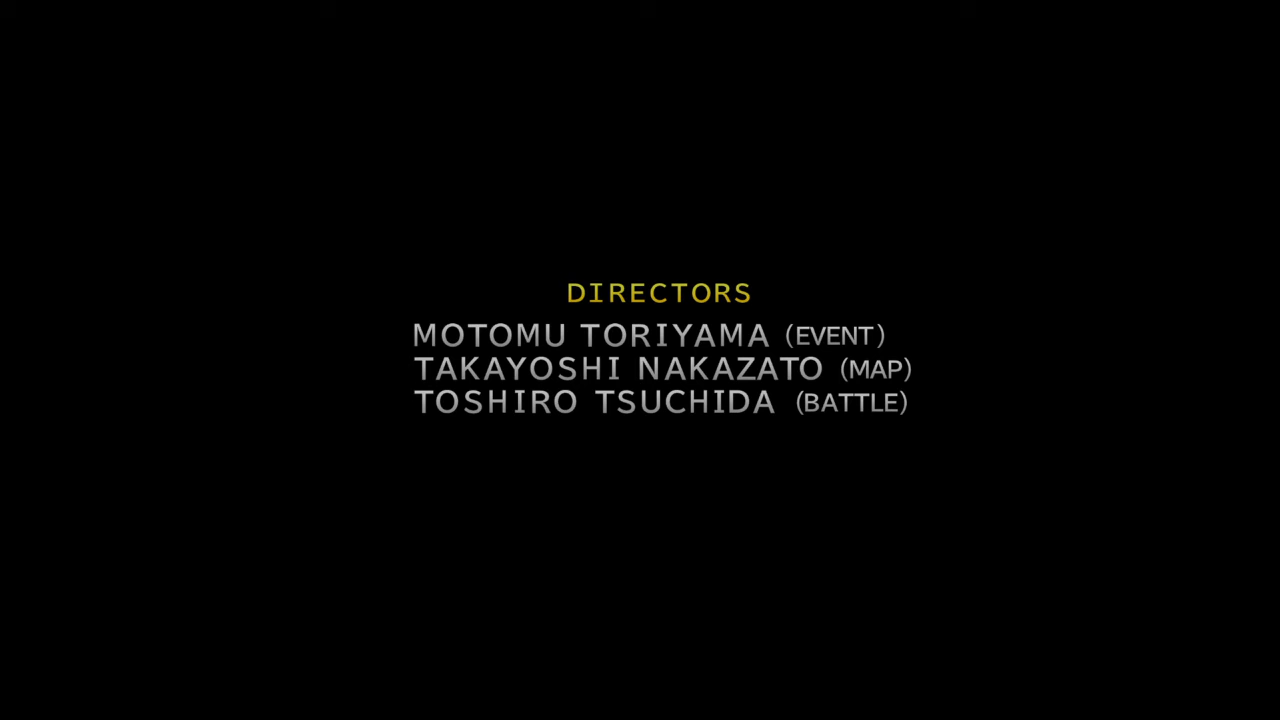 DIRECTORS
MOTOMU TORIYAMA (EVENT)
TAKAYOSHI NAKAZATO (MAP)
TOSHIRO TSUCHIDA (BATTLE)